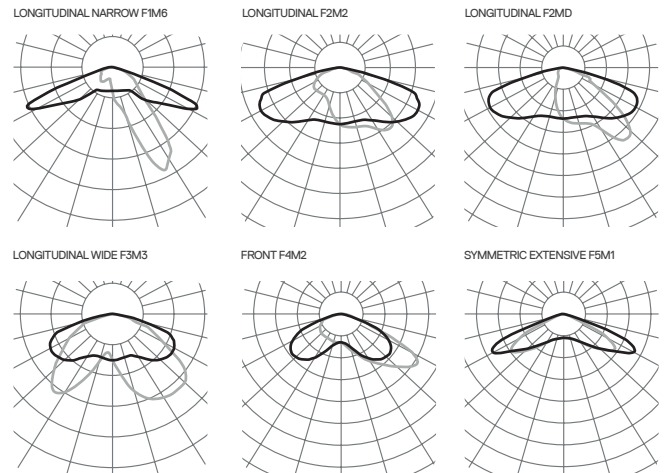 LONGITUDINAL NARROW F1M6
LONGITUDINAL F2M2
LONGITUDINAL F2MD
LONGITUDINAL WIDE F3M3
FRONT F4M2
SYMMETRIC EXTENSIVE F5M1